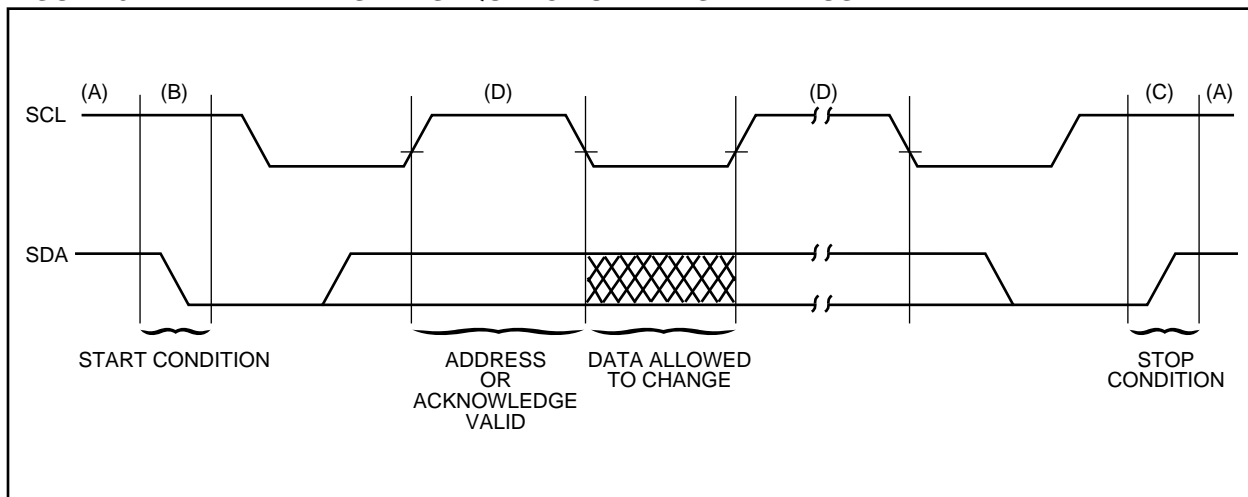 (A) (B) (D) (D) (C) (A)
SCL
SDA
START CONDITION
ADDRESS
OR
ACKNOWLEDGE
VALID
DATA ALLOWED
TO CHANGE
STOP
CONDITION